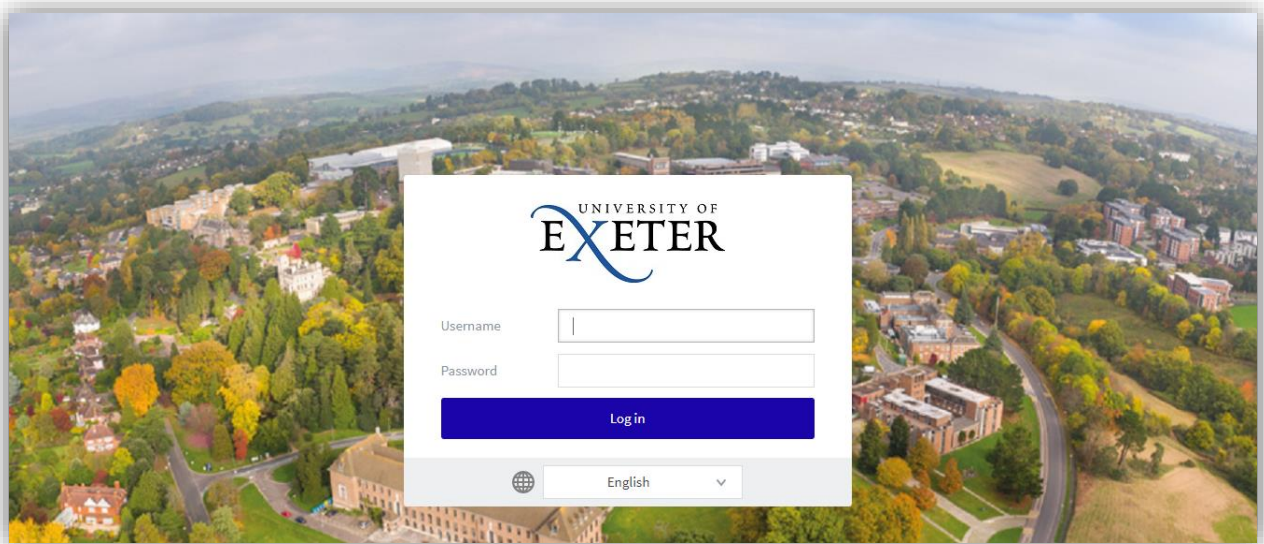 UNIVERSITY OF
EXETER
Username
Password
Log in
English